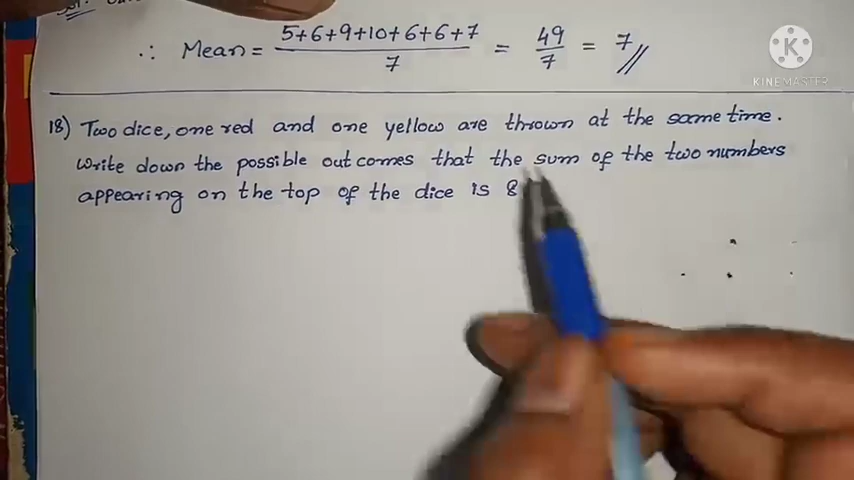 ∴ Mean = 5+6+9+10+6+6+7 / 7 = 49/7 = 7//
KINEMASTER
18) Two dice, one red and one yellow are thrown at the same time.
Write down the possible outcomes that the sum of the two numbers
appearing on the top of the dice is 8